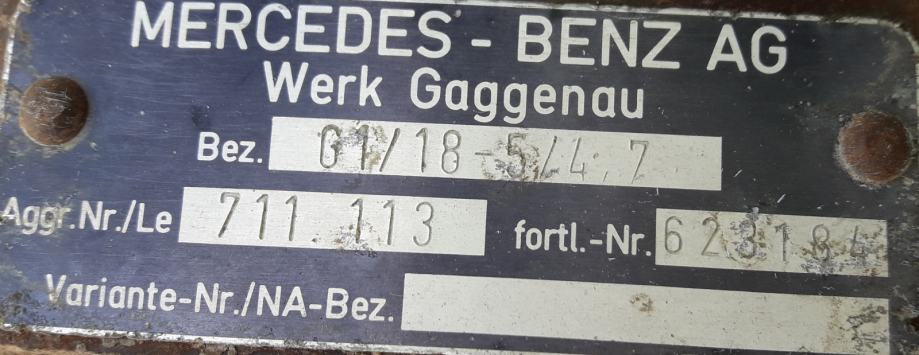 MERCEDES - BENZ AG
Werk Gaggenau
Bez. G1/18-5/4,7
Aggr.Nr./Le 711 113 fortl.-Nr. 623184
Variante-Nr./NA-Bez.